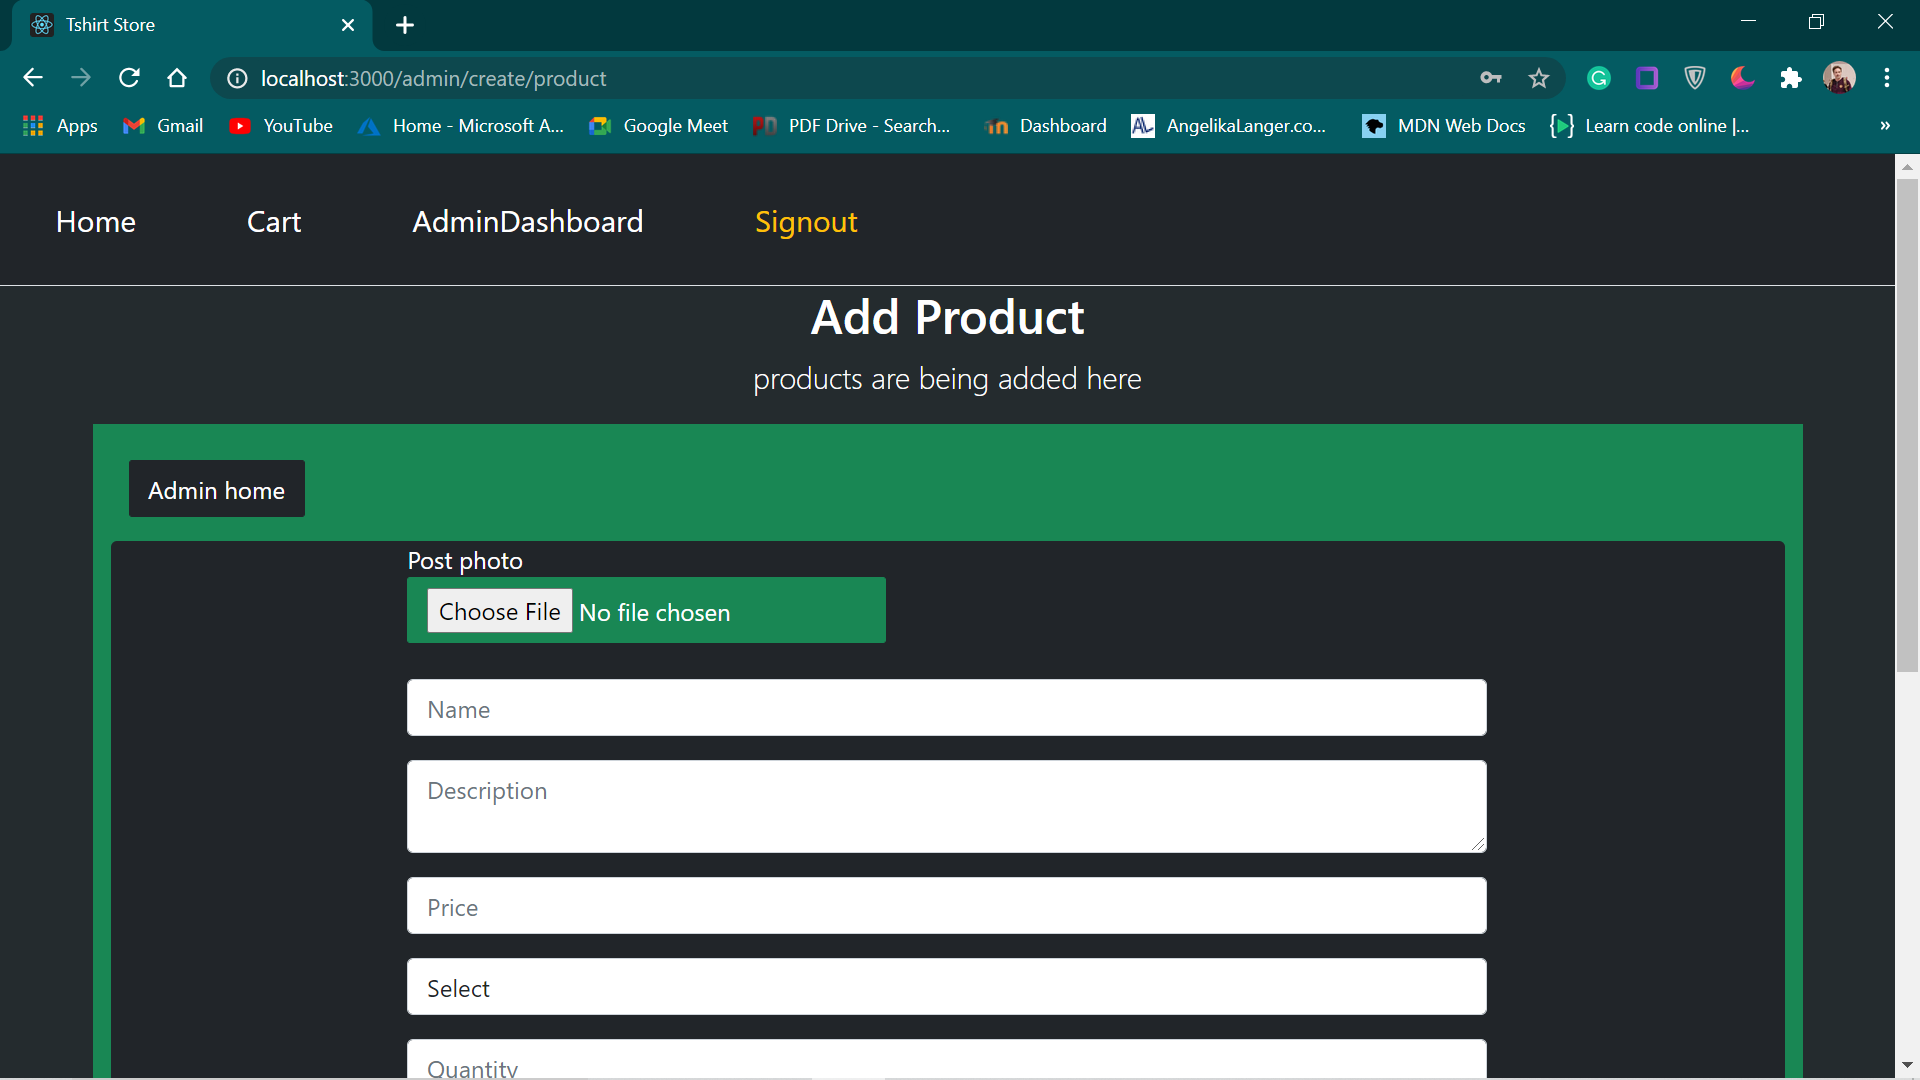 Tshirt Store
localhost:3000/admin/create/product
Apps Gmail YouTube Home - Microsoft A... Google Meet PDF Drive - Search... Dashboard AngelikaLanger.co... MDN Web Docs Learn code online |... »
Home Cart AdminDashboard Signout
Add Product
products are being added here
Admin home
Post photo
Choose File No file chosen
Name
Description
Price
Select
Quantity